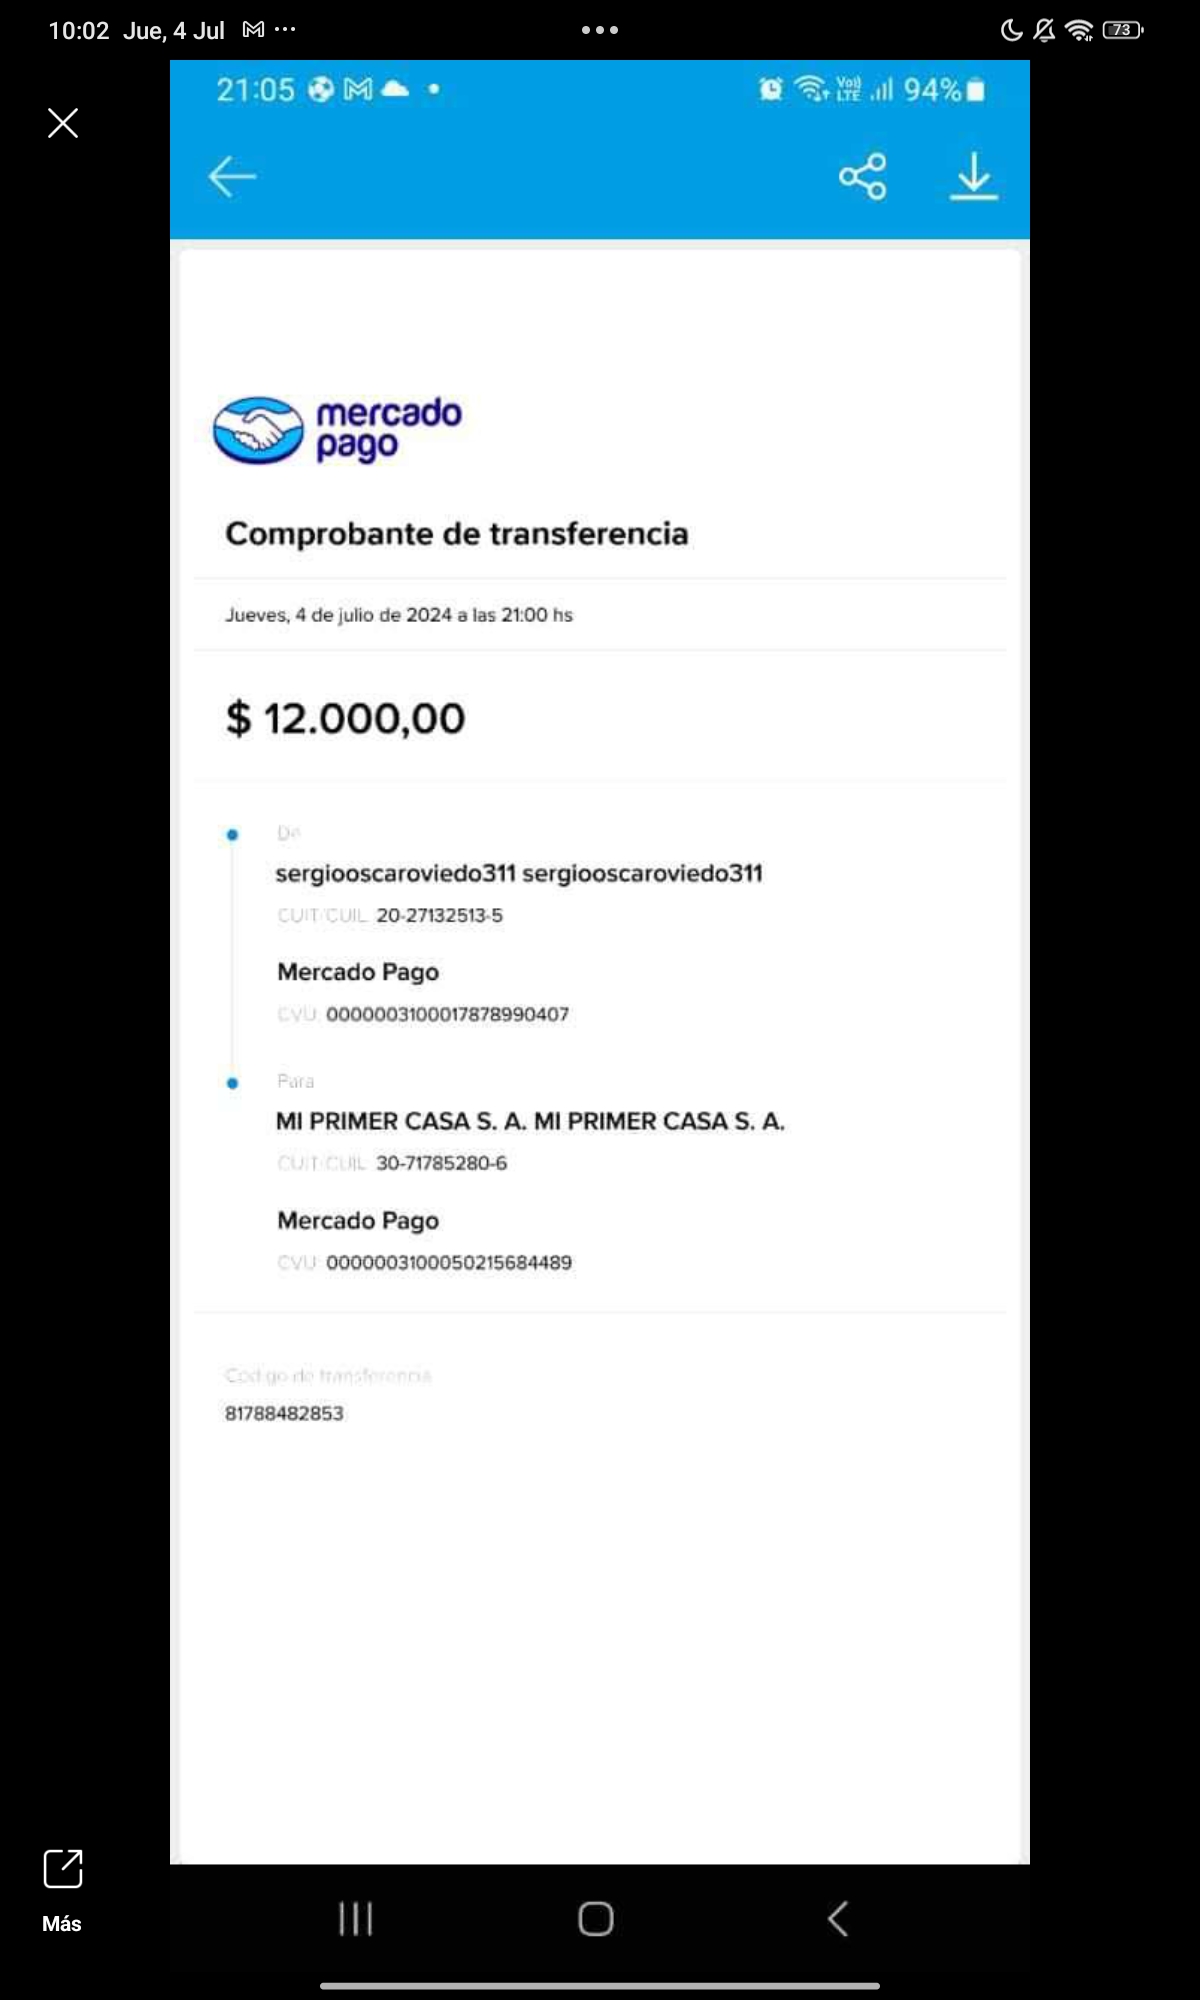 10:02 Jue, 4 Jul
73
21:05
Vo)) LTE 94%
mercado
pago
Comprobante de transferencia
Jueves, 4 de julio de 2024 a las 21:00 hs
$ 12.000,00
De
sergiooscaroviedo311 sergiooscaroviedo311
CUIT/CUIL: 20-27132513-5
Mercado Pago
CVU: 0000003100017878990407
Para
MI PRIMER CASA S. A. MI PRIMER CASA S. A.
CUIT/CUIL: 30-71785280-6
Mercado Pago
CVU: 0000003100050215684489
Código de transferencia
81788482853
Más